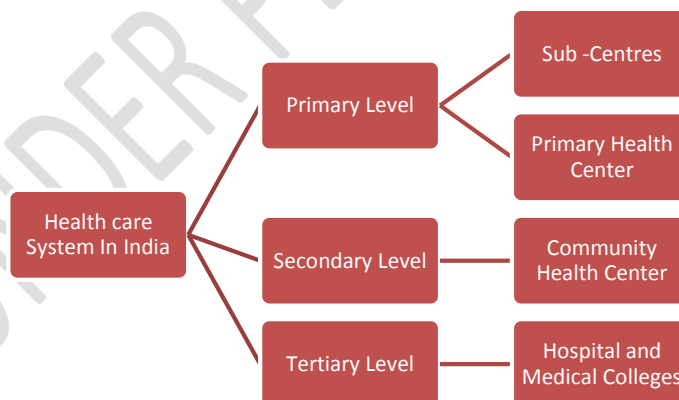 Sub -Centres
Primary Level
Primary Health
Center
Health care
System In India
Secondary Level
Community
Health Center
Tertiary Level
Hospital and
Medical Colleges